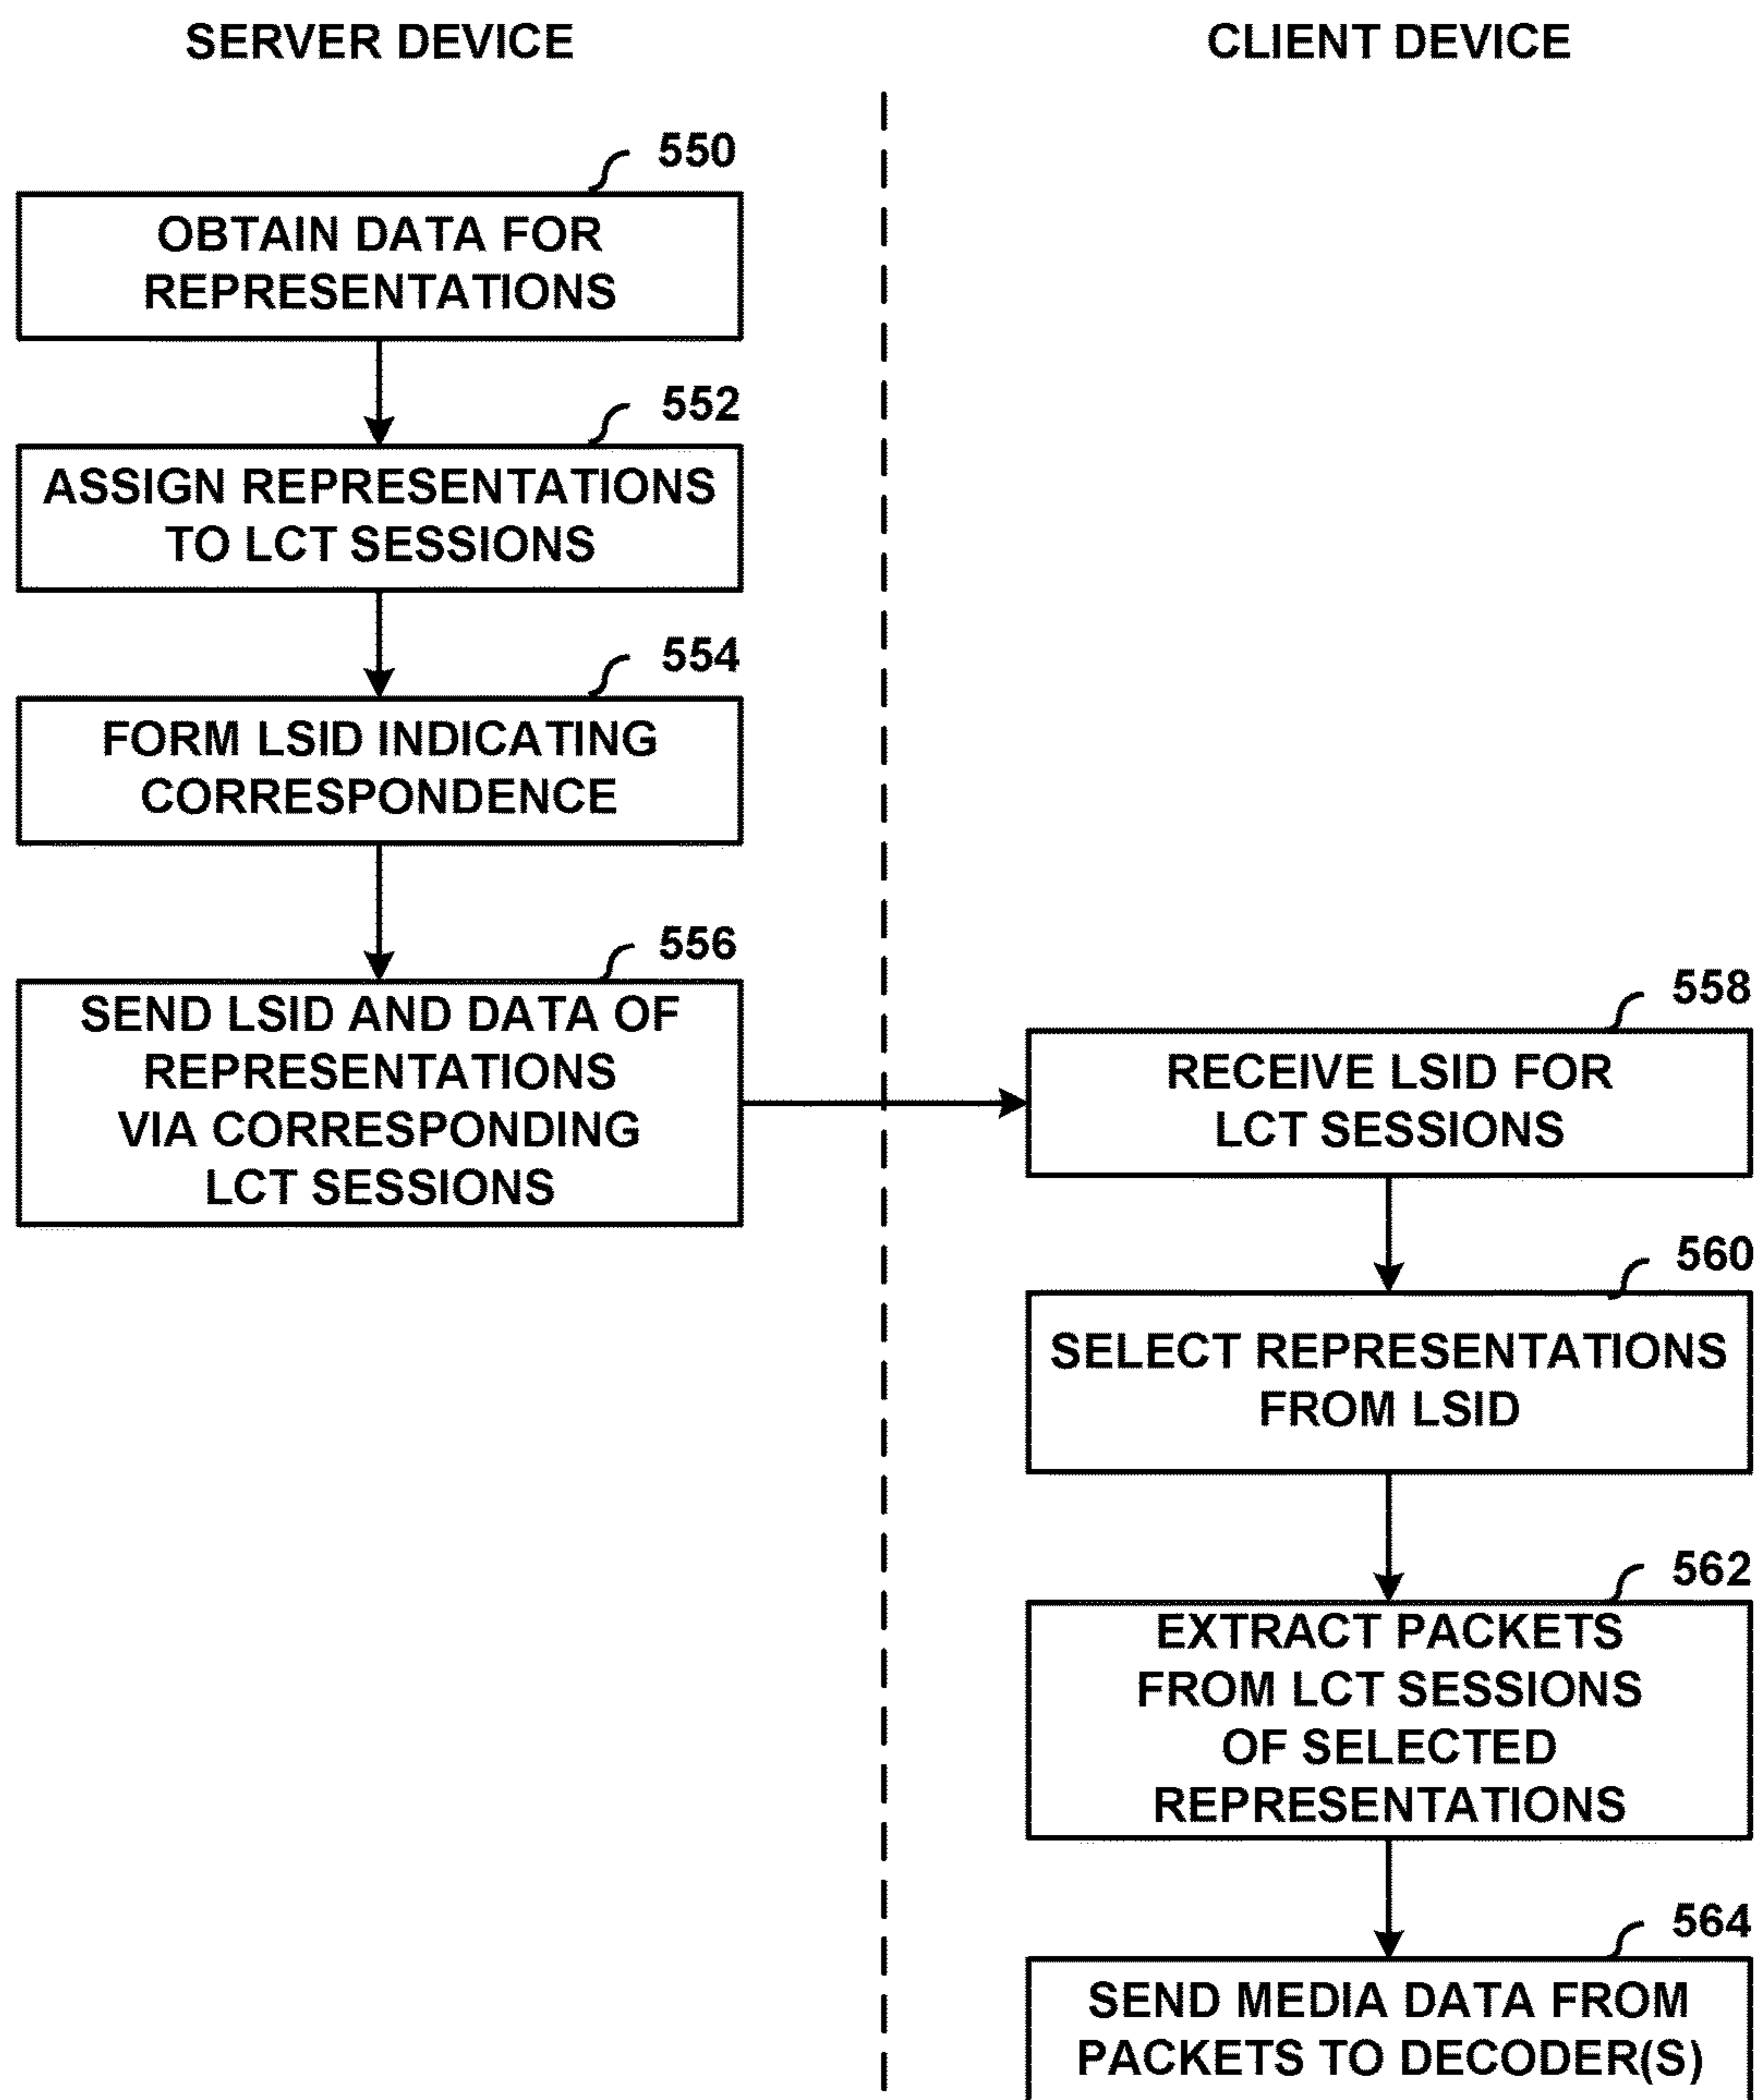 SERVER DEVICE
CLIENT DEVICE
550
OBTAIN DATA FOR
REPRESENTATIONS
552
ASSIGN REPRESENTATIONS
TO LCT SESSIONS
554
FORM LSID INDICATING
CORRESPONDENCE
556
SEND LSID AND DATA OF
REPRESENTATIONS
VIA CORRESPONDING
LCT SESSIONS
558
RECEIVE LSID FOR
LCT SESSIONS
560
SELECT REPRESENTATIONS
FROM LSID
562
EXTRACT PACKETS
FROM LCT SESSIONS
OF SELECTED
REPRESENTATIONS
564
SEND MEDIA DATA FROM
PACKETS TO DECODER(S)